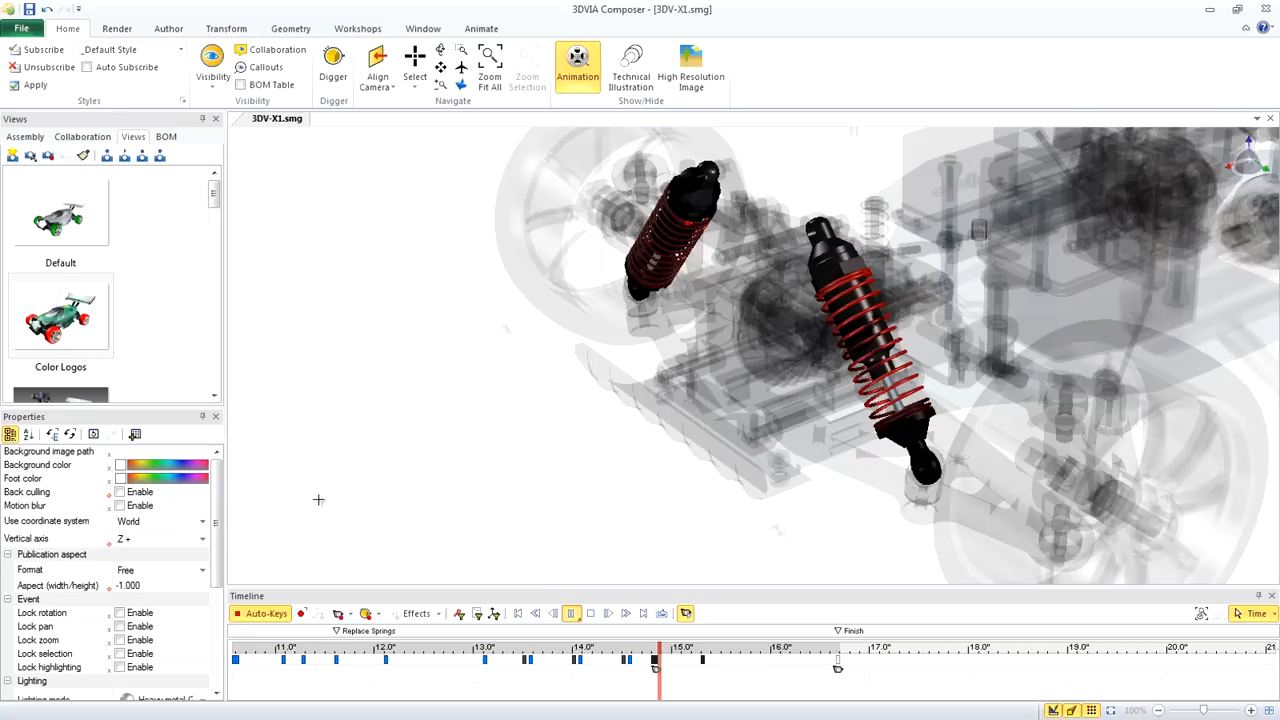 3DVIA Composer - [3DV-X1.smg]
File Home Render Author Transform Geometry Workshops Window Animate
Subscribe _Default Style
Unsubscribe Auto Subscribe
Apply
Styles
Visibility
Collaboration
Callouts
BOM Table
Visibility
Digger
Digger
Align Camera
Select
Zoom Fit All
Zoom Selection
Navigate
Animation
Technical Illustration
High Resolution Image
Show/Hide
Views
Assembly Collaboration Views BOM
Default
Color Logos
3DV-X1.smg
Properties
Background image path
Background color
Foot color
Back culling Enable
Motion blur Enable
Use coordinate system World
Vertical axis Z +
Publication aspect
Format Free
Aspect (width/height) -1.000
Event
Lock rotation Enable
Lock pan Enable
Lock zoom Enable
Lock selection Enable
Lock highlighting Enable
Lighting
Timeline
Auto-Keys Effects Time
Replace Springs Finish
11.0" 12.0" 13.0" 14.0" 15.0" 16.0" 17.0" 18.0" 19.0" 20.0"
100%